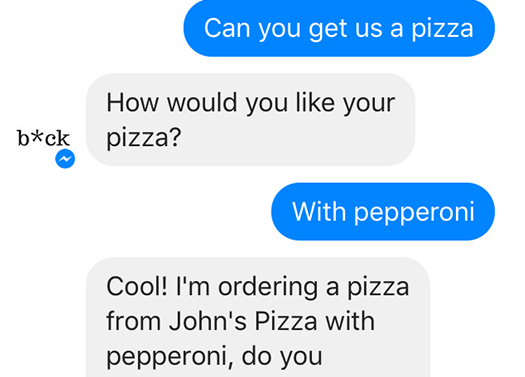 Can you get us a pizza
How would you like your
pizza?
b*ck
With pepperoni
Cool! I'm ordering a pizza
from John's Pizza with
pepperoni, do you